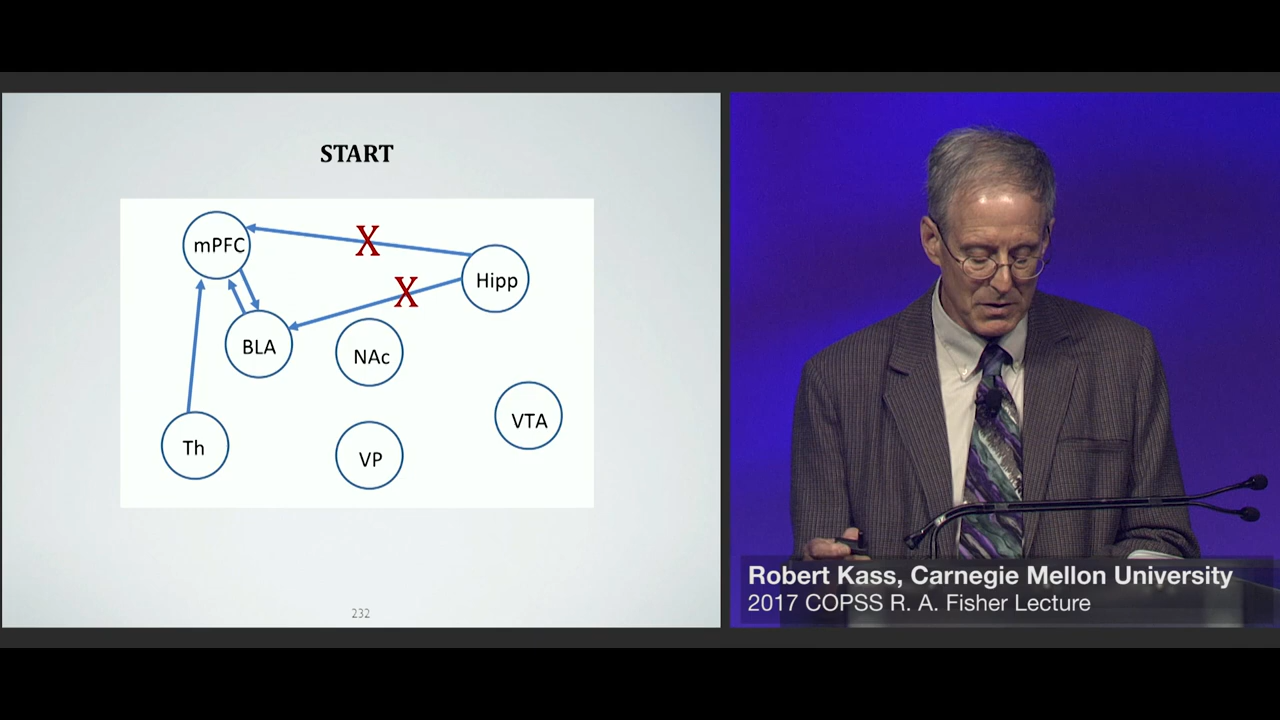 START
mPFC
X
Hipp
X
BLA
NAc
VTA
Th
VP
232
Robert Kass, Carnegie Mellon University
2017 COPSS R. A. Fisher Lecture